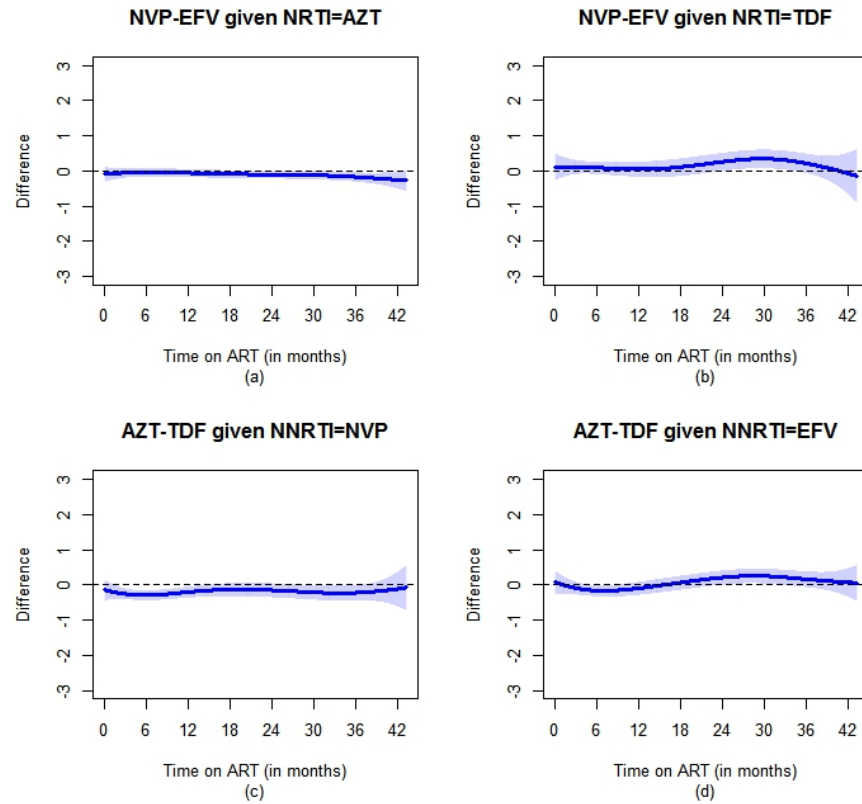 NVP-EFV given NRTI=AZT
Difference
3
2
1
0
-1
-2
-3
0 6 12 18 24 30 36 42
Time on ART (in months)
(a)
NVP-EFV given NRTI=TDF
Difference
3
2
1
0
-1
-2
-3
0 6 12 18 24 30 36 42
Time on ART (in months)
(b)
AZT-TDF given NNRTI=NVP
Difference
3
2
1
0
-1
-2
-3
0 6 12 18 24 30 36 42
Time on ART (in months)
(c)
AZT-TDF given NNRTI=EFV
Difference
3
2
1
0
-1
-2
-3
0 6 12 18 24 30 36 42
Time on ART (in months)
(d)